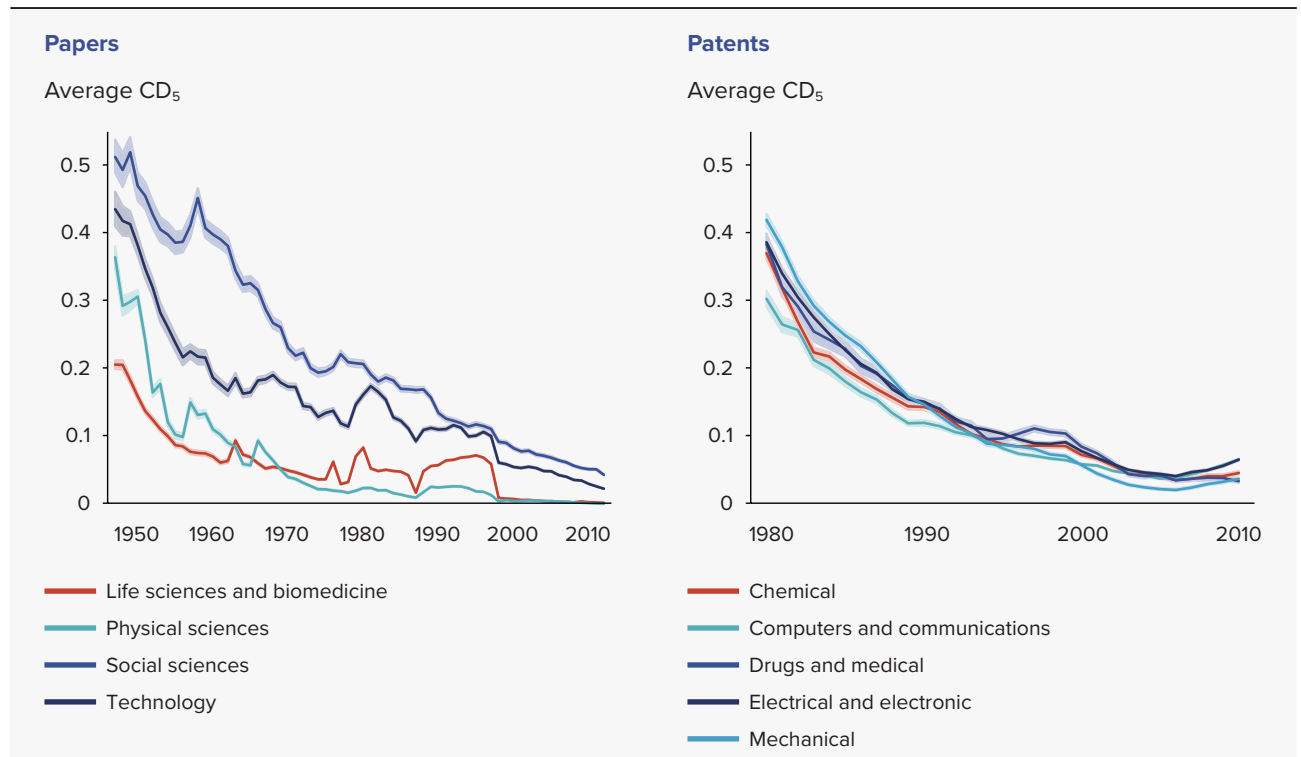 Papers
Average CD₅
0.5
0.4
0.3
0.2
0.1
0
1950 1960 1970 1980 1990 2000 2010
Life sciences and biomedicine
Physical sciences
Social sciences
Technology
Patents
Average CD₅
0.5
0.4
0.3
0.2
0.1
0
1980 1990 2000 2010
Chemical
Computers and communications
Drugs and medical
Electrical and electronic
Mechanical